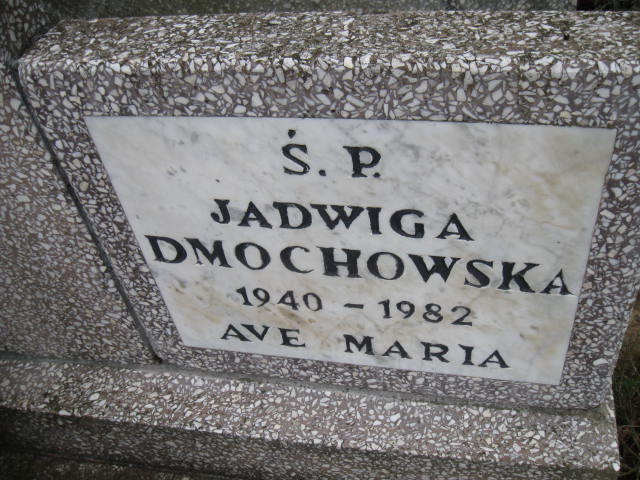 Ś. P.
JADWIGA
DMOCHOWSKA
1940 - 1982
AVE MARIA